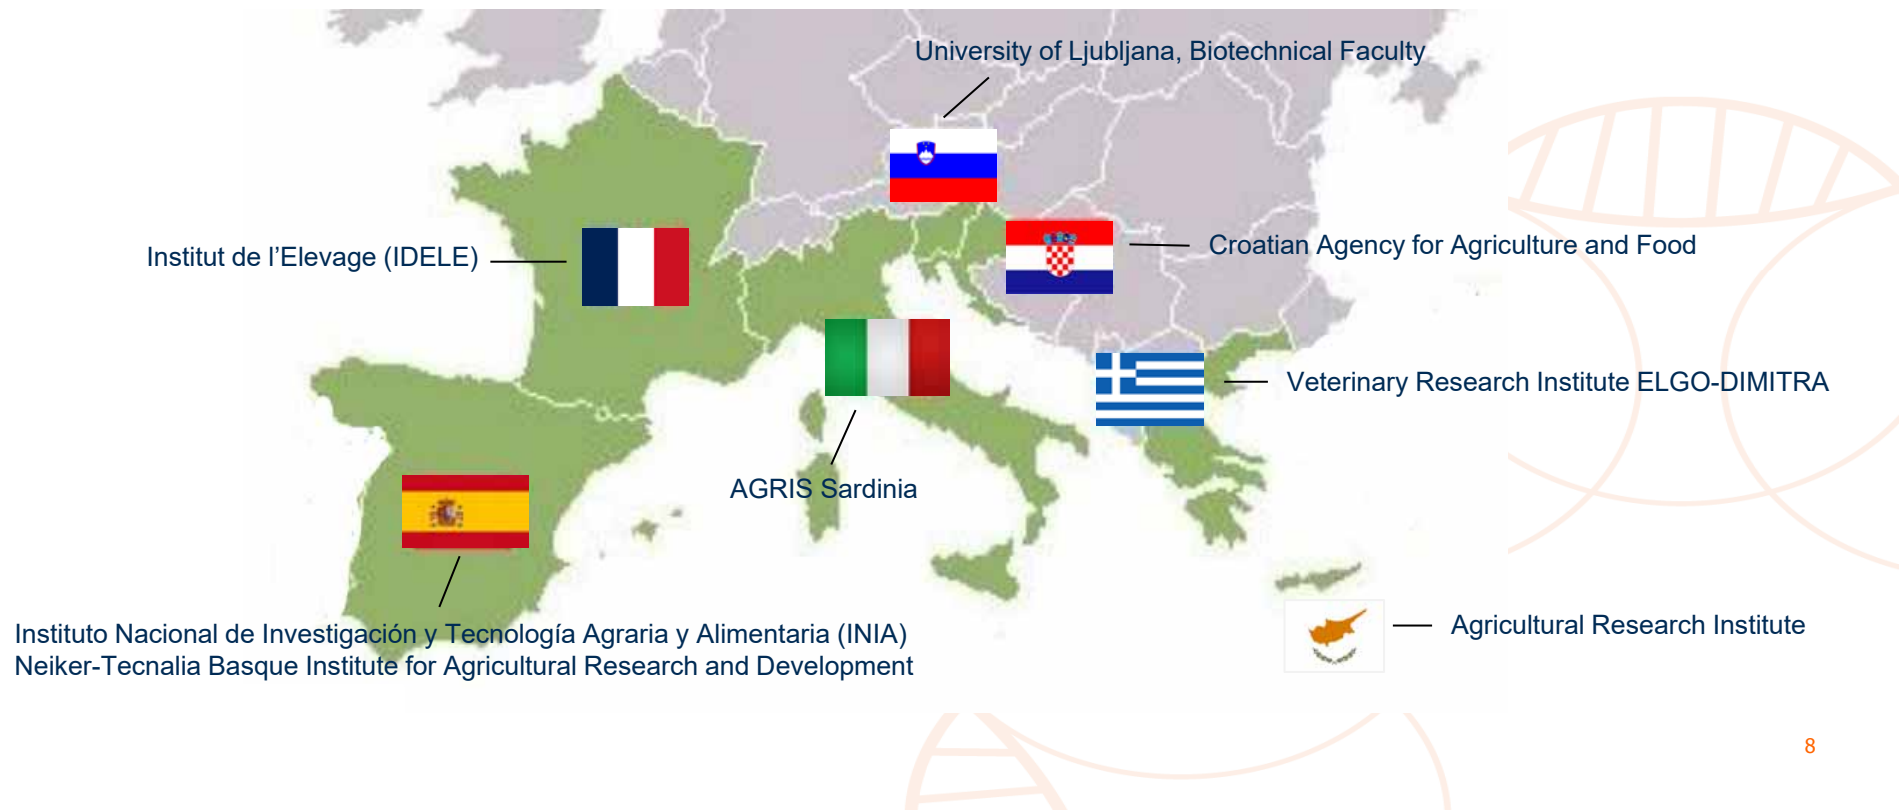 University of Ljubljana, Biotechnical Faculty
Institut de l’Elevage (IDELE)
Croatian Agency for Agriculture and Food
Veterinary Research Institute ELGO-DIMITRA
AGRIS Sardinia
Instituto Nacional de Investigación y Tecnología Agraria y Alimentaria (INIA)
Neiker-Tecnalia Basque Institute for Agricultural Research and Development
Agricultural Research Institute
8